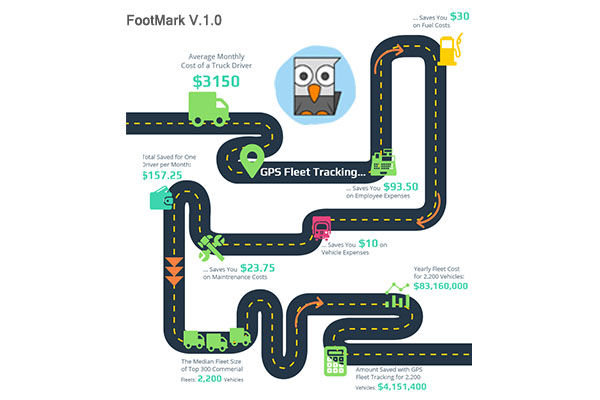 FootMark V.1.0
... Saves You $30
on Fuel Costs
Average Monthly
Cost of a Truck Driver
$3150
GPS Fleet Tracking...
Total Saved for One
Driver per Month:
$157.25
... Saves You $93.50
on Employee Expenses
... Saves You $10 on
Vehicle Expenses
... Saves You $23.75
on Maintenance Costs
Yearly Fleet Cost
for 2,200 Vehicles:
$83,160,000
The Median Fleet Size
of Top 300 Commerial
Fleets: 2,200 Vehicles
Amount Saved with GPS
Fleet Tracking for 2,200
Vehicles: $4,151,400